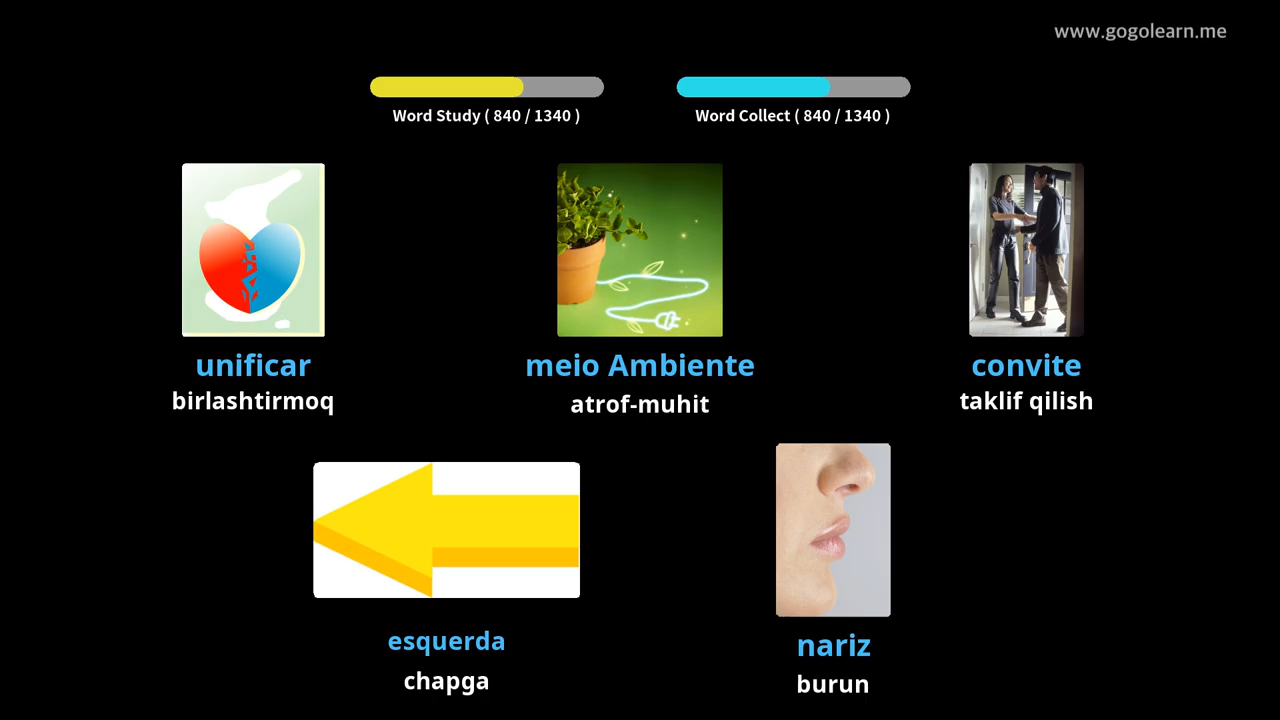 www.gogolearn.me
Word Study ( 840 / 1340 )
Word Collect ( 840 / 1340 )
unificar
birlashtirmoq
meio Ambiente
atrof-muhit
convite
taklif qilish
esquerda
chapga
nariz
burun